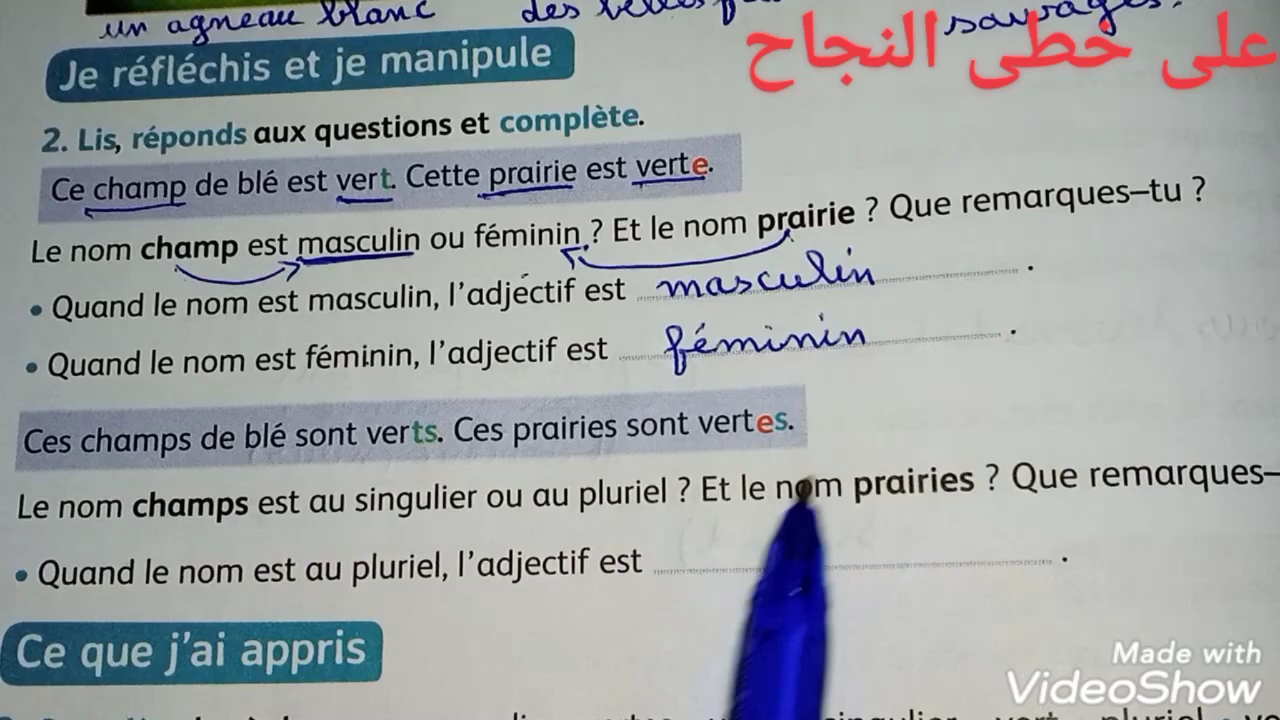 un agneau blanc des belles
sauvages.
على خطى النجاح
Je réfléchis et je manipule
2. Lis, réponds aux questions et complète.
Ce champ de blé est vert. Cette prairie est verte.
Le nom champ est masculin ou féminin ? Et le nom prairie ? Que remarques-tu ?
• Quand le nom est masculin, l'adjectif est masculin .
• Quand le nom est féminin, l'adjectif est féminin .
Ces champs de blé sont verts. Ces prairies sont vertes.
Le nom champs est au singulier ou au pluriel ? Et le nom prairies ? Que remarques-
• Quand le nom est au pluriel, l'adjectif est .
Ce que j'ai appris
Made with
VideoShow